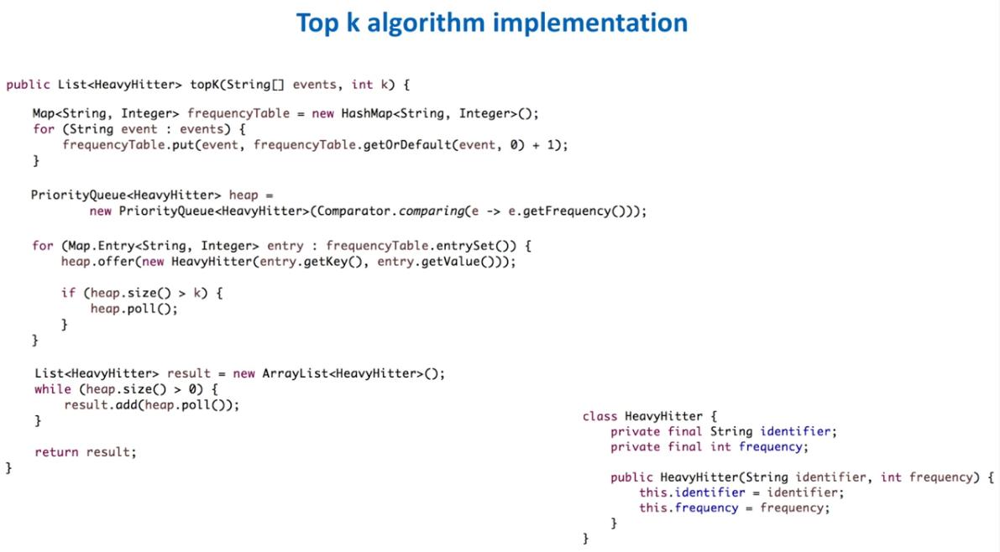 Top k algorithm implementation
public List<HeavyHitter> topK(String[] events, int k) {
Map<String, Integer> frequencyTable = new HashMap<String, Integer>();
for (String event : events) {
frequencyTable.put(event, frequencyTable.getOrDefault(event, 0) + 1);
}
PriorityQueue<HeavyHitter> heap =
new PriorityQueue<HeavyHitter>(Comparator.comparing(e -> e.getFrequency()));
for (Map.Entry<String, Integer> entry : frequencyTable.entrySet()) {
heap.offer(new HeavyHitter(entry.getKey(), entry.getValue()));
if (heap.size() > k) {
heap.poll();
}
}
List<HeavyHitter> result = new ArrayList<HeavyHitter>();
while (heap.size() > 0) {
result.add(heap.poll());
}
return result;
}
class HeavyHitter {
private final String identifier;
private final int frequency;
public HeavyHitter(String identifier, int frequency) {
this.identifier = identifier;
this.frequency = frequency;
}
}